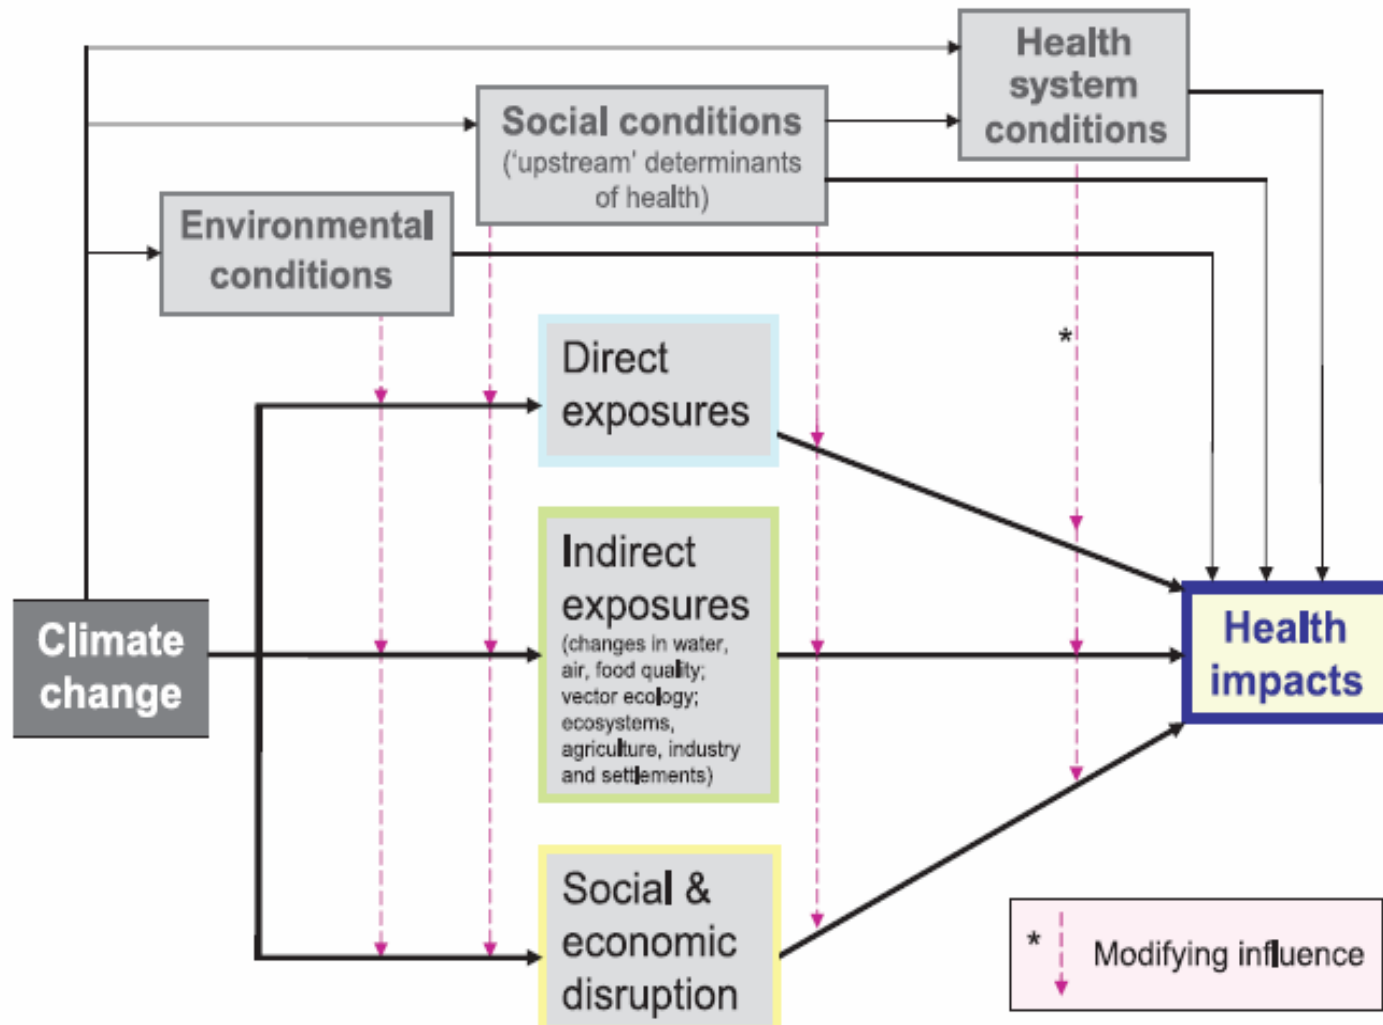 Health
system
conditions
Social conditions
(‘upstream’ determinants
of health)
Environmental
conditions
*
Direct
exposures
Indirect
exposures
(changes in water,
air, food quality;
vector ecology;
ecosystems,
agriculture, industry
and settlements)
Climate
change
Health
impacts
Social &
economic
disruption
* Modifying influence